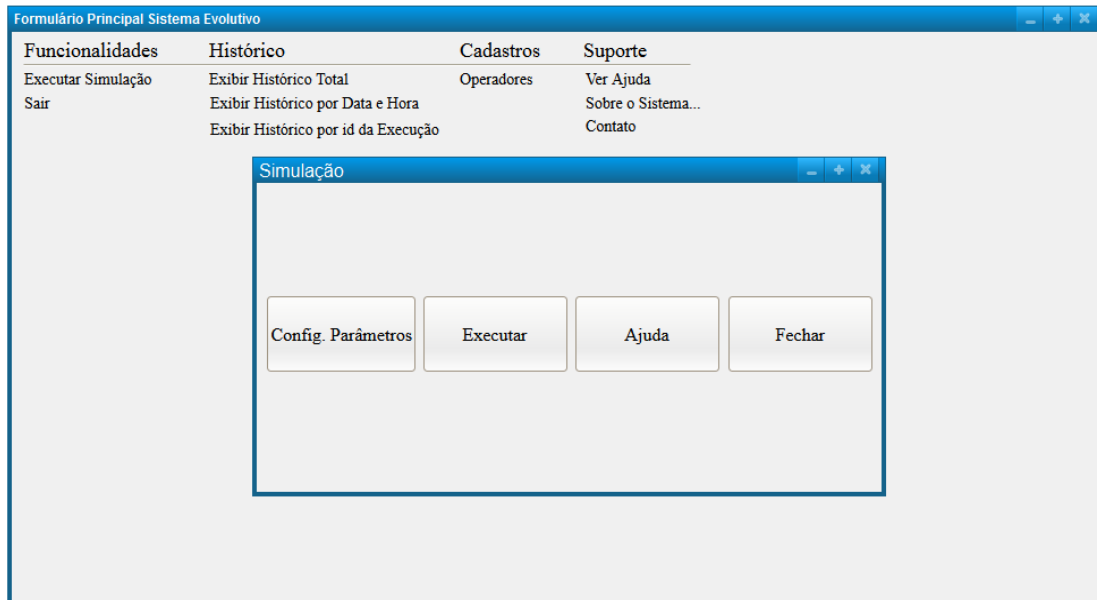 Formulário Principal Sistema Evolutivo
Funcionalidades Histórico Cadastros Suporte
Executar Simulação Exibir Histórico Total Operadores Ver Ajuda
Sair Exibir Histórico por Data e Hora Sobre o Sistema...
Exibir Histórico por id da Execução Contato
Simulação
Config. Parâmetros Executar Ajuda Fechar